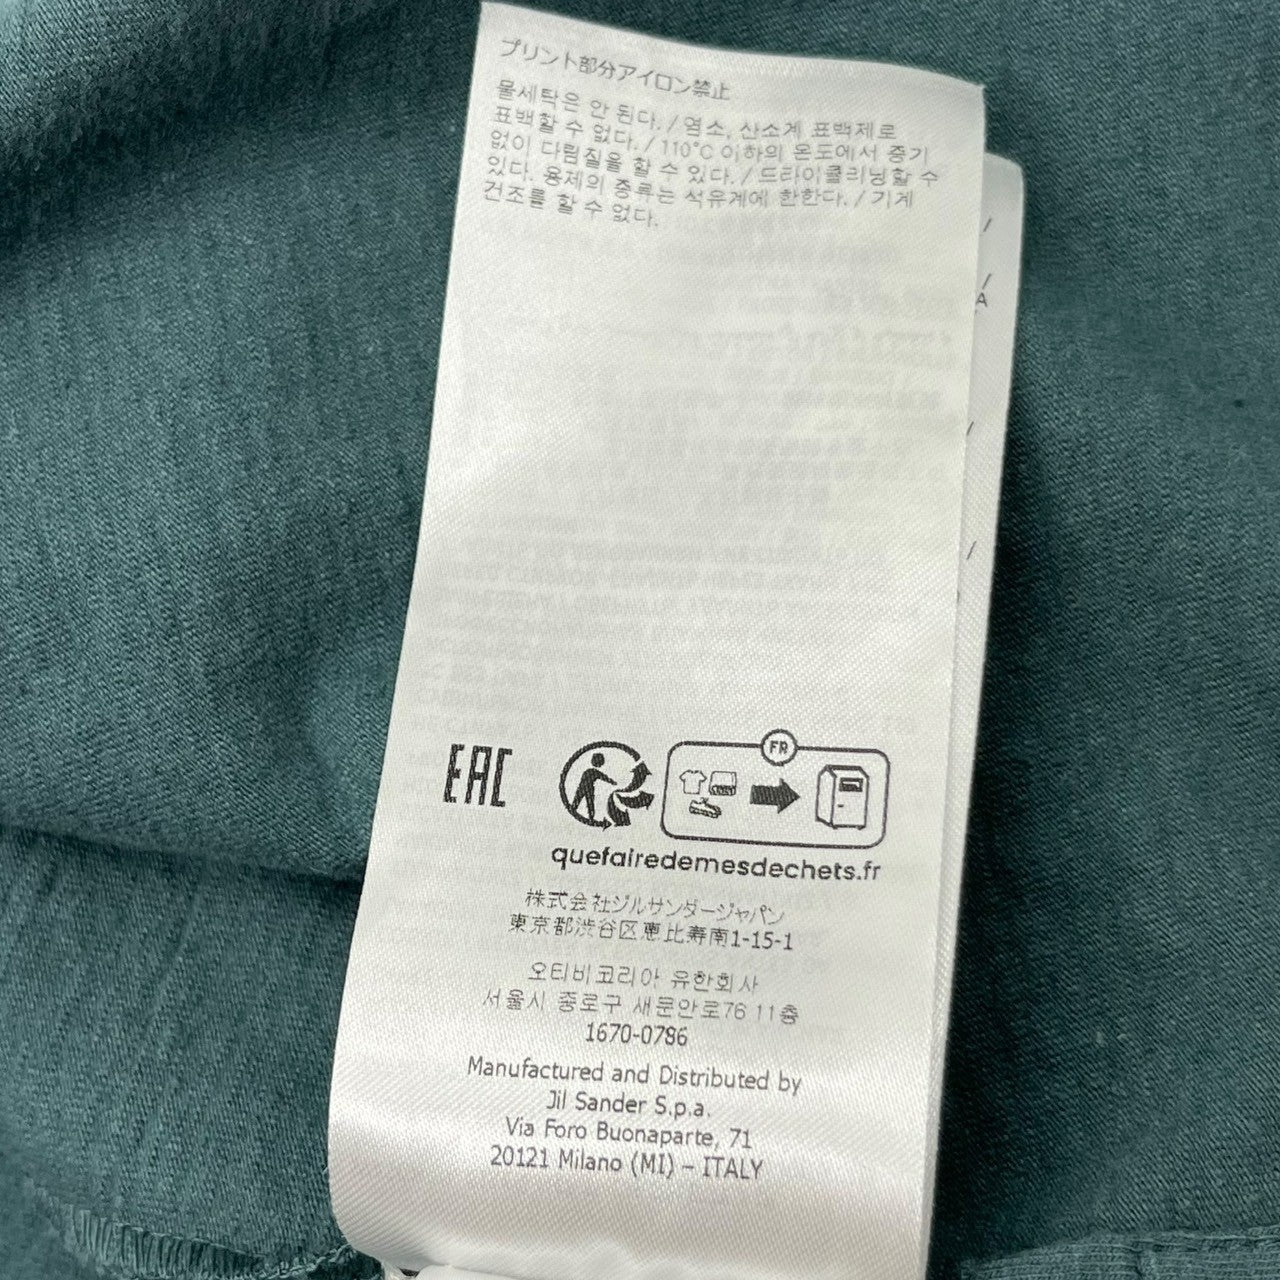 プリント部分アイロン禁止
물세탁은 안 된다. / 염소, 산소계 표백제로
표백할 수 없다. / 110°C 이하의 온도에서 증기
없이 다림질을 할 수 있다. / 드라이클리닝할 수
있다. 용제의 종류는 석유계에 한한다. / 기계
건조를 할 수 없다.
EAC
FR
quefairedemesdechets.fr
株式会社ジルサンダージャパン
東京都渋谷区恵比寿南1-15-1
오티비코리아 유한회사
서울시 종로구 새문안로76 11층
1670-0786
Manufactured and Distributed by
Jil Sander S.p.a.
Via Foro Buonaparte, 71
20121 Milano (MI) – ITALY
/
/
A
/
/